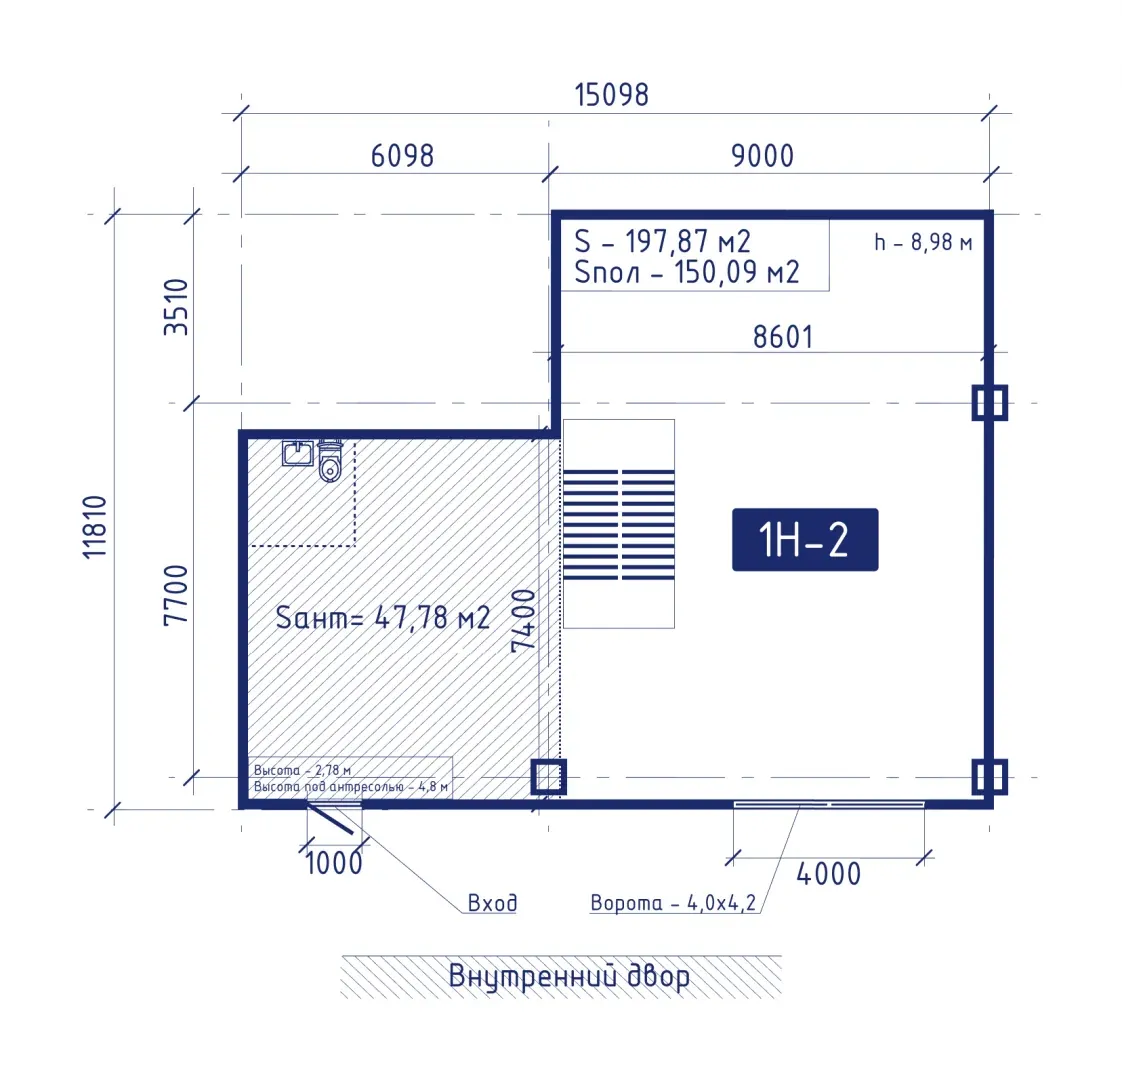 15098
6098
9000
S - 197,87 м2
h - 8,98 м
Sпол - 150,09 м2
3510
8601
11810
1Н-2
7700
7400
Sант= 47,78 м2
Высота - 2,78 м
Высота под антресолью - 4,8 м
1000
4000
Вход
Ворота - 4,0х4,2
Внутренний двор